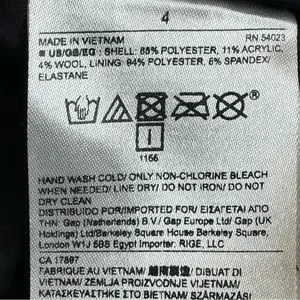 4
MADE IN VIETNAM RN 54023
US/GB/EG : SHELL: 85% POLYESTER, 11% ACRYLIC,
4% WOOL, LINING: 94% POLYESTER, 6% SPANDEX/
ELASTANE
1156
HAND WASH COLD/ ONLY NON-CHLORINE BLEACH
WHEN NEEDED/ LINE DRY/ DO NOT IRON/ DO NOT
DRY CLEAN
DISTRIBUIDO POR/IMPORTED FOR/ ΕΙΣΑΓΕΤΑΙ ΑΠΟ
ΤΗΝ: Gap (Netherlands) B.V./ Gap Europe Ltd/ Gap (UK
Holdings) Ltd/Berkeley Square House Berkeley Square,
London W1J 6BS Egypt Importer: RIGE, LLC
CA 17897
FABRIQUÉ AU VIETNAM/ 越南製造/ DIBUAT DI
VIETNAM/ ZEMLJA PROIZVODNJE VIJETNAM/
ΚΑΤΑΣΚΕΥΑΣΤΗΚΕ ΣΤΟ ΒΙΕΤΝΑΜ/ SZÁRMAZÁSI